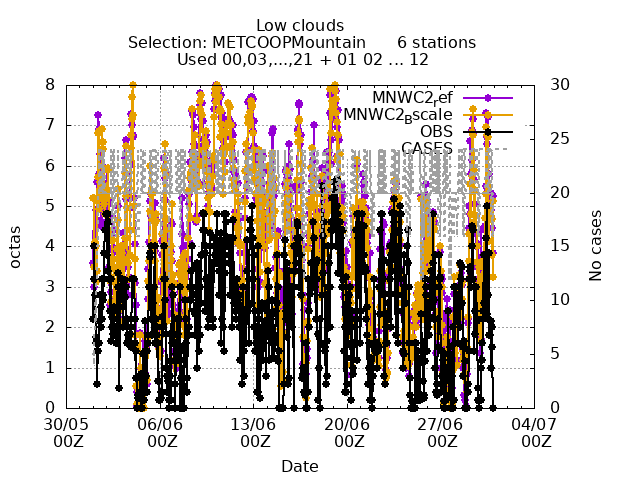 Low clouds
Selection: METCOOPMountain 6 stations
Used 00,03,...,21 + 01 02 ... 12
8 30
MNWC2ref
MNWC2Bscale
OBS
CASES
7
25
6
20
5
15
4
3
10
2
5
1
0 0
octas
No cases
30/05 06/06 13/06 20/06 27/06 04/07
00Z 00Z 00Z 00Z 00Z 00Z
Date